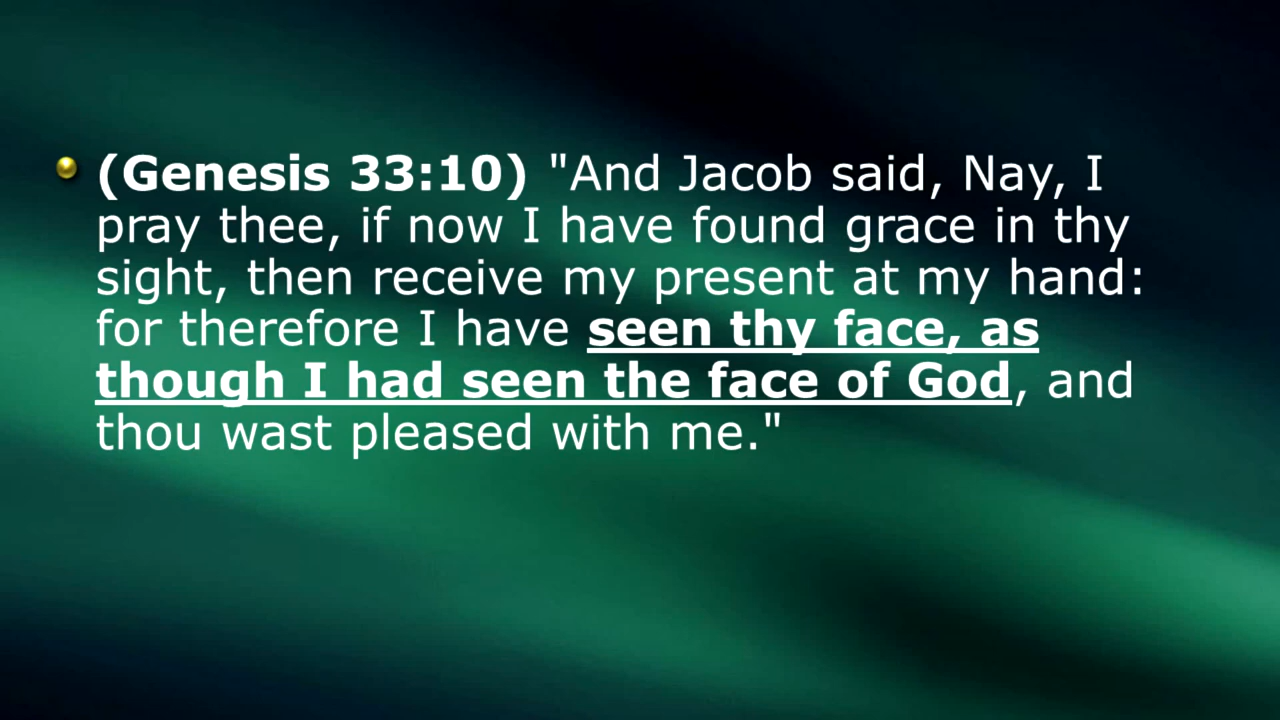 (Genesis 33:10) "And Jacob said, Nay, I
pray thee, if now I have found grace in thy
sight, then receive my present at my hand:
for therefore I have seen thy face, as
though I had seen the face of God, and
thou wast pleased with me."